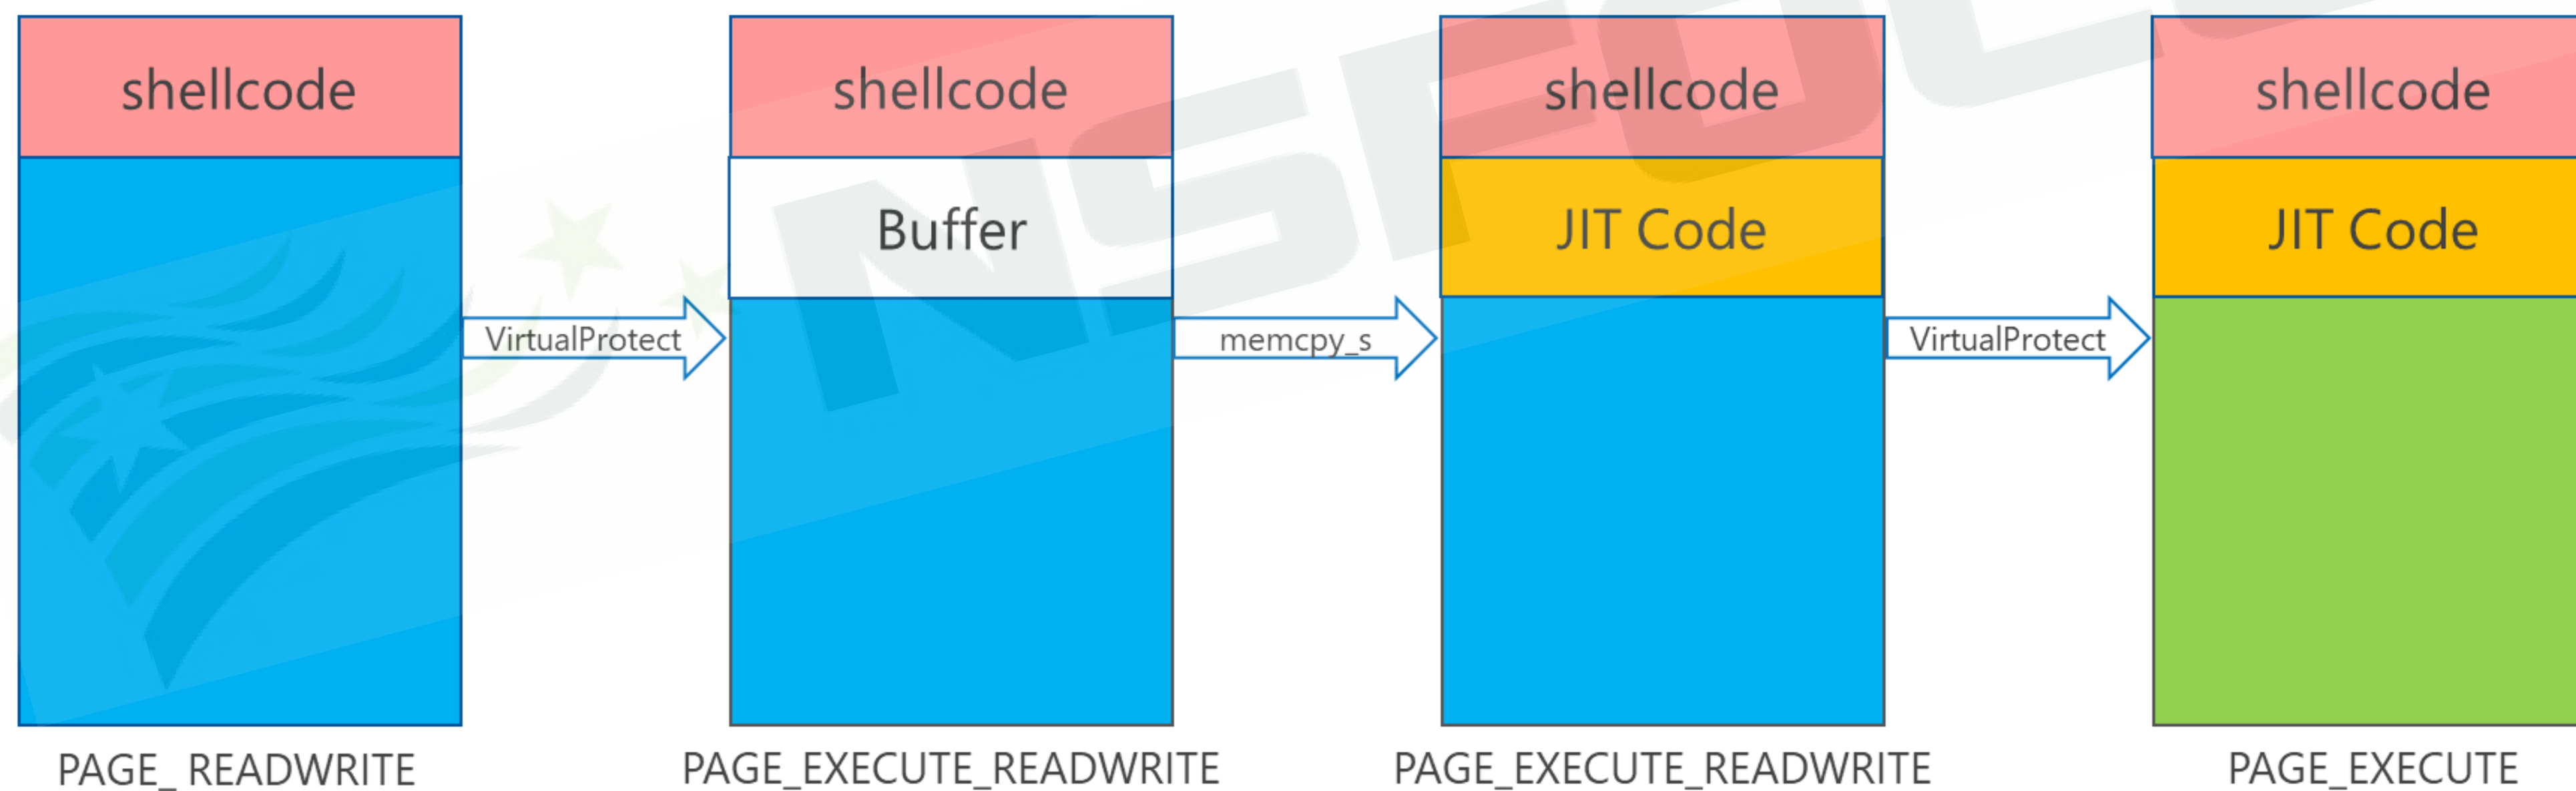 shellcode
shellcode
shellcode
shellcode
Buffer
JIT Code
JIT Code
VirtualProtect
memcpy_s
VirtualProtect
PAGE_ READWRITE
PAGE_EXECUTE_READWRITE
PAGE_EXECUTE_READWRITE
PAGE_EXECUTE